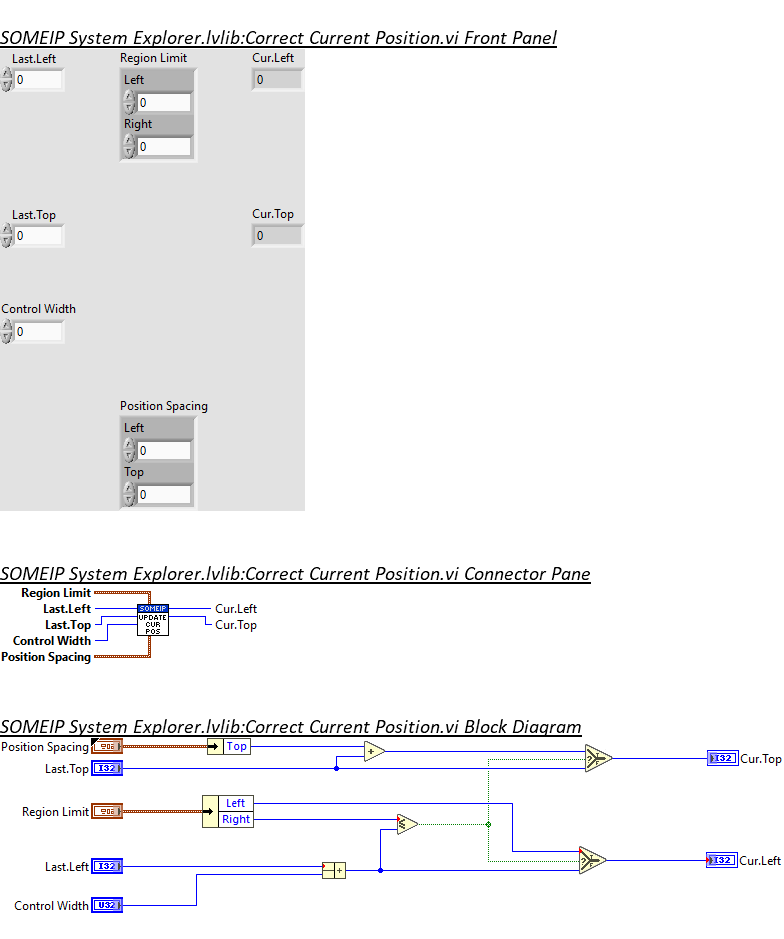 SOMEIP System Explorer.lvlib:Correct Current Position.vi Front Panel
Last.Left Region Limit Cur.Left
0 Left 0
0
Right
0
Last.Top Cur.Top
0 0
Control Width
0
Position Spacing
Left
0
Top
0
SOMEIP System Explorer.lvlib:Correct Current Position.vi Connector Pane
Region Limit
Last.Left SOMEIP Cur.Left
Last.Top UPDATE CUR POS Cur.Top
Control Width
Position Spacing
SOMEIP System Explorer.lvlib:Correct Current Position.vi Block Diagram
Position Spacing Top +
Last.Top I32 ? T F I32 Cur.Top
Region Limit Left
Right ≤
Last.Left I32 + ? T F I32 Cur.Left
Control Width U32